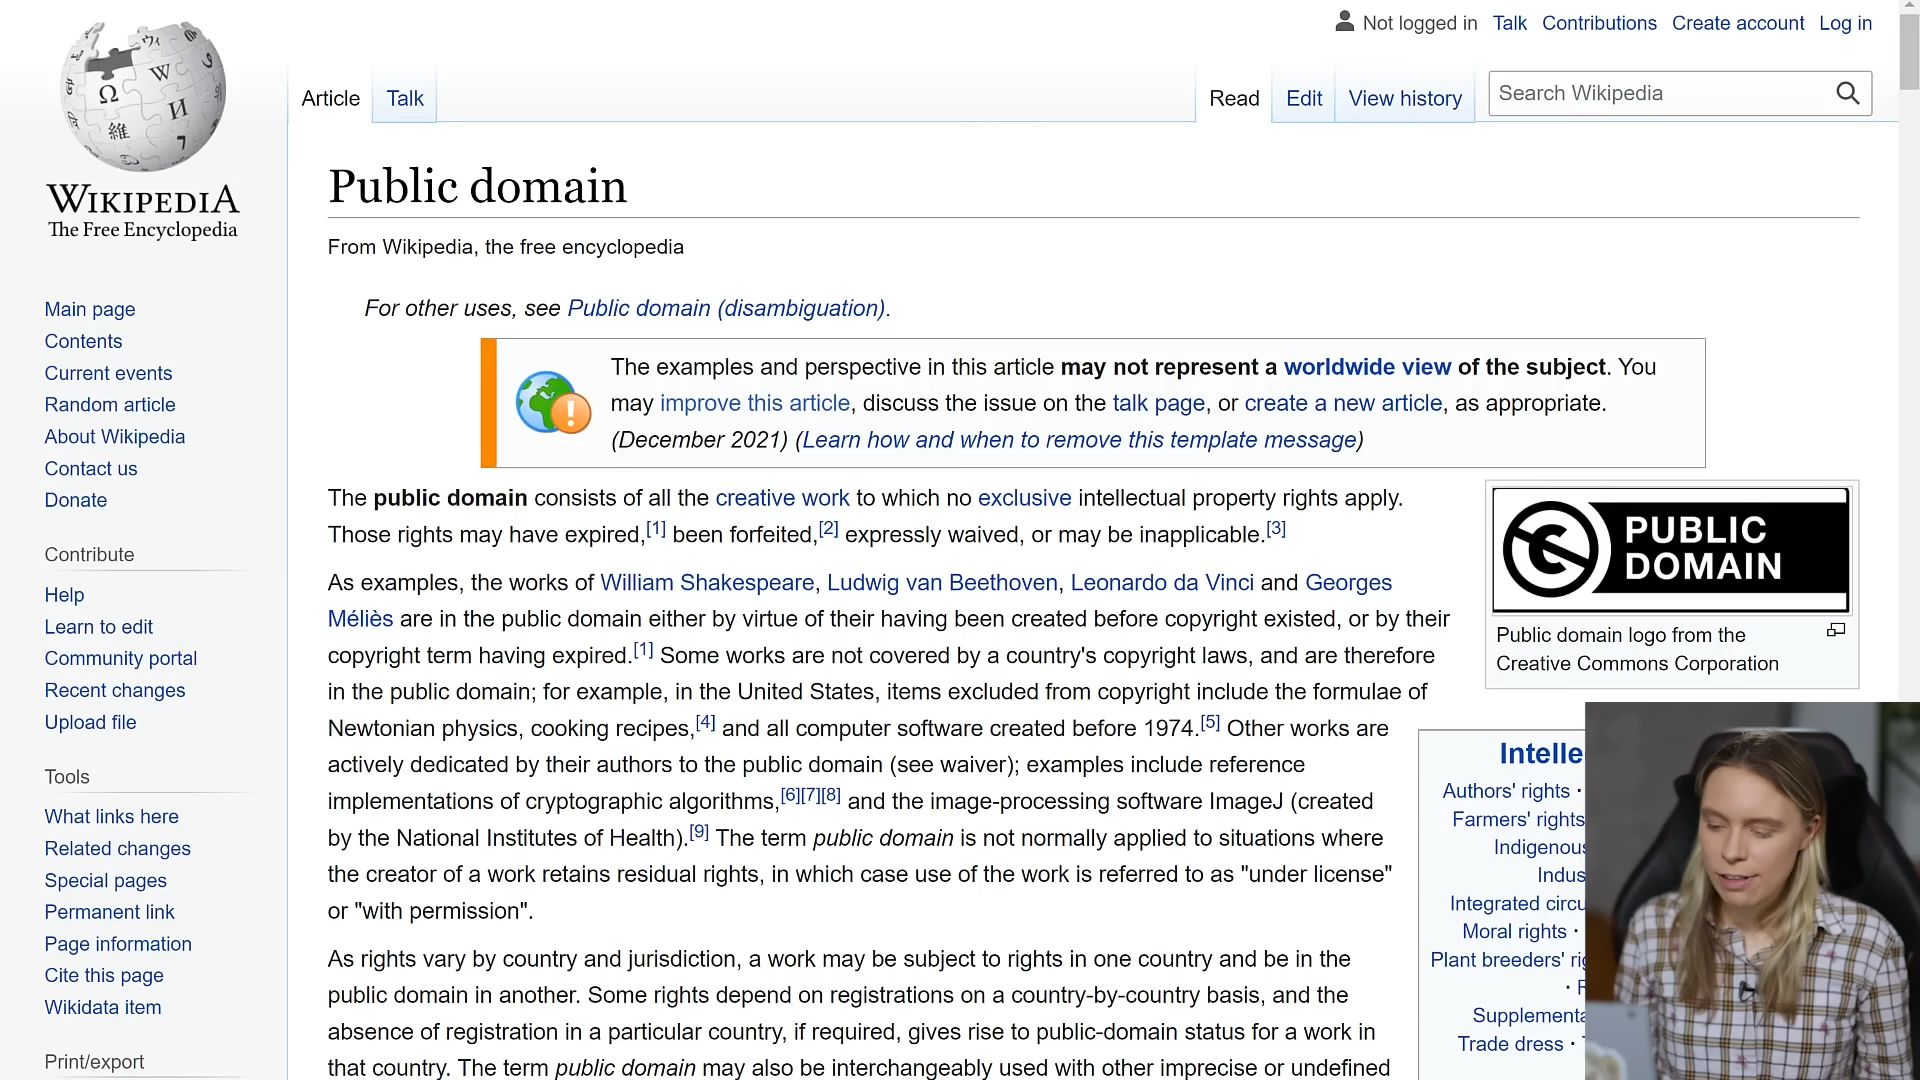 Not logged in Talk Contributions Create account Log in
Article Talk Read Edit View history Search Wikipedia
WIKIPEDIA
The Free Encyclopedia
Main page
Contents
Current events
Random article
About Wikipedia
Contact us
Donate
Contribute
Help
Learn to edit
Community portal
Recent changes
Upload file
Tools
What links here
Related changes
Special pages
Permanent link
Page information
Cite this page
Wikidata item
Print/export
Public domain
From Wikipedia, the free encyclopedia
For other uses, see Public domain (disambiguation).
The examples and perspective in this article may not represent a worldwide view of the subject. You
may improve this article, discuss the issue on the talk page, or create a new article, as appropriate.
(December 2021) (Learn how and when to remove this template message)
The public domain consists of all the creative work to which no exclusive intellectual property rights apply.
Those rights may have expired,[1] been forfeited,[2] expressly waived, or may be inapplicable.[3]
As examples, the works of William Shakespeare, Ludwig van Beethoven, Leonardo da Vinci and Georges
Méliès are in the public domain either by virtue of their having been created before copyright existed, or by their
copyright term having expired.[1] Some works are not covered by a country's copyright laws, and are therefore
in the public domain; for example, in the United States, items excluded from copyright include the formulae of
Newtonian physics, cooking recipes,[4] and all computer software created before 1974.[5] Other works are
actively dedicated by their authors to the public domain (see waiver); examples include reference
implementations of cryptographic algorithms,[6][7][8] and the image-processing software ImageJ (created
by the National Institutes of Health).[9] The term public domain is not normally applied to situations where
the creator of a work retains residual rights, in which case use of the work is referred to as "under license"
or "with permission".
As rights vary by country and jurisdiction, a work may be subject to rights in one country and be in the
public domain in another. Some rights depend on registrations on a country-by-country basis, and the
absence of registration in a particular country, if required, gives rise to public-domain status for a work in
that country. The term public domain may also be interchangeably used with other imprecise or undefined
PUBLIC
DOMAIN
Public domain logo from the
Creative Commons Corporation
Intelle
Authors' rights ·
Farmers' rights
Indigenous
Indus
Integrated circu
Moral rights ·
Plant breeders' rig
Supplementa
Trade dress ·